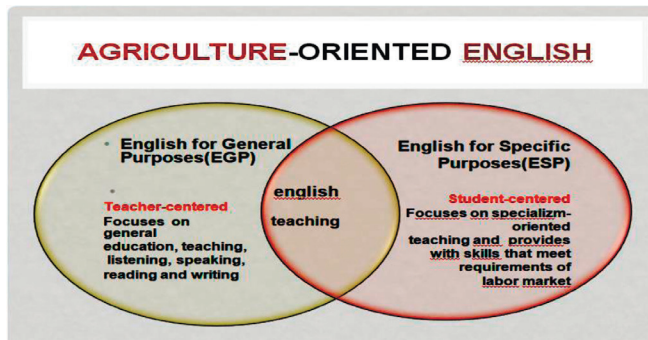 AGRICULTURE-ORIENTED ENGLISH
English for General
Purposes(EGP)
Teacher-centered
Focuses on
general
education, teaching,
listening, speaking,
reading and writing
english
teaching
English for Specific
Purposes(ESP)
Student-centered
Focuses on specializm-
oriented
teaching and provides
with skills that meet
requirements of
labor market